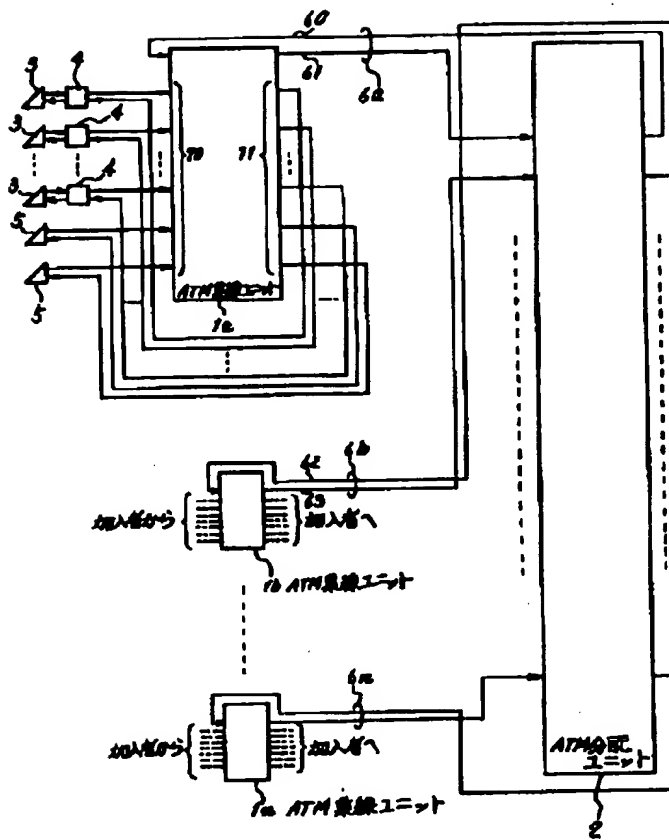 60
61
6a
3
4
3
4
3
4
5
5
70
71
ATM集線ユニット
1a
62
63
6b
加入者から
加入者へ
1b ATM集線ユニット
6n
加入者から
加入者へ
1n ATM集線ユニット
ATM分配
ユニット
2